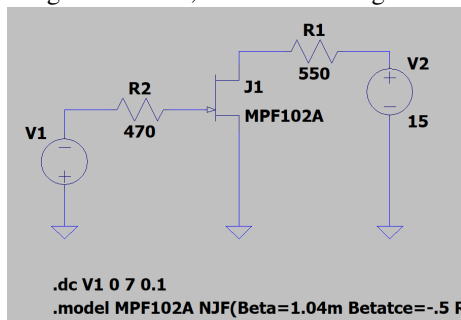 R1
R2
J1
V2
550
V1
470
MPF102A
15
.dc V1 0 7 0.1
.model MPF102A NJF(Beta=1.04m Betatce=-.5 R